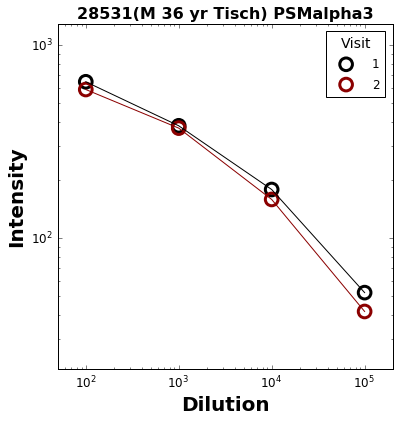 28531(M 36 yr Tisch) PSMalpha3
Visit
1
2
10³
10²
Intensity
10² 10³ 10⁴ 10⁵
Dilution